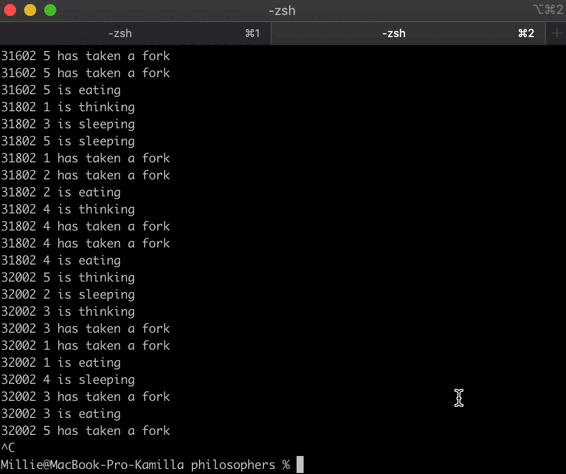 -zsh
⌥⌘2
-zsh ⌘1 -zsh ⌘2 +
31602 5 has taken a fork
31602 5 has taken a fork
31602 5 is eating
31802 1 is thinking
31802 3 is sleeping
31802 5 is sleeping
31802 1 has taken a fork
31802 2 has taken a fork
31802 2 is eating
31802 4 is thinking
31802 4 has taken a fork
31802 4 has taken a fork
31802 4 is eating
32002 5 is thinking
32002 2 is sleeping
32002 3 is thinking
32002 3 has taken a fork
32002 1 has taken a fork
32002 1 is eating
32002 4 is sleeping
32002 3 has taken a fork
32002 3 is eating
32002 5 has taken a fork
^C
Millie@MacBook-Pro-Kamilla philosophers %